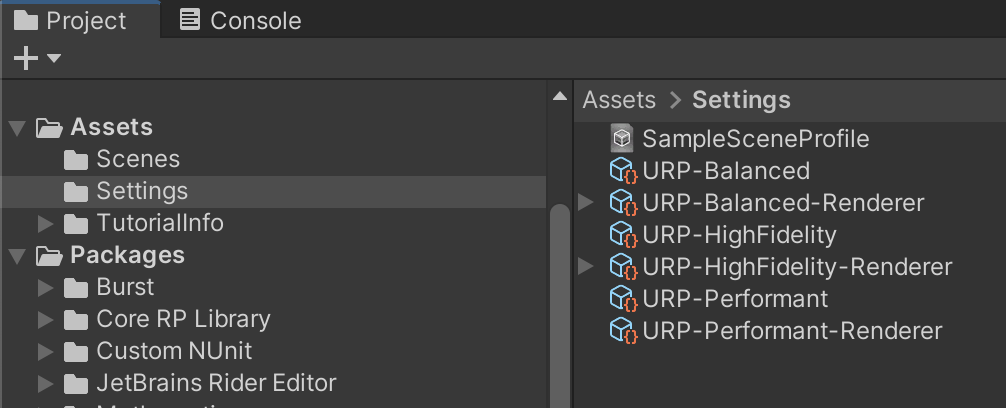 Project
Console
Assets
Scenes
Settings
TutorialInfo
Packages
Burst
Core RP Library
Custom NUnit
JetBrains Rider Editor
Assets > Settings
SampleSceneProfile
URP-Balanced
URP-Balanced-Renderer
URP-HighFidelity
URP-HighFidelity-Renderer
URP-Performant
URP-Performant-Renderer